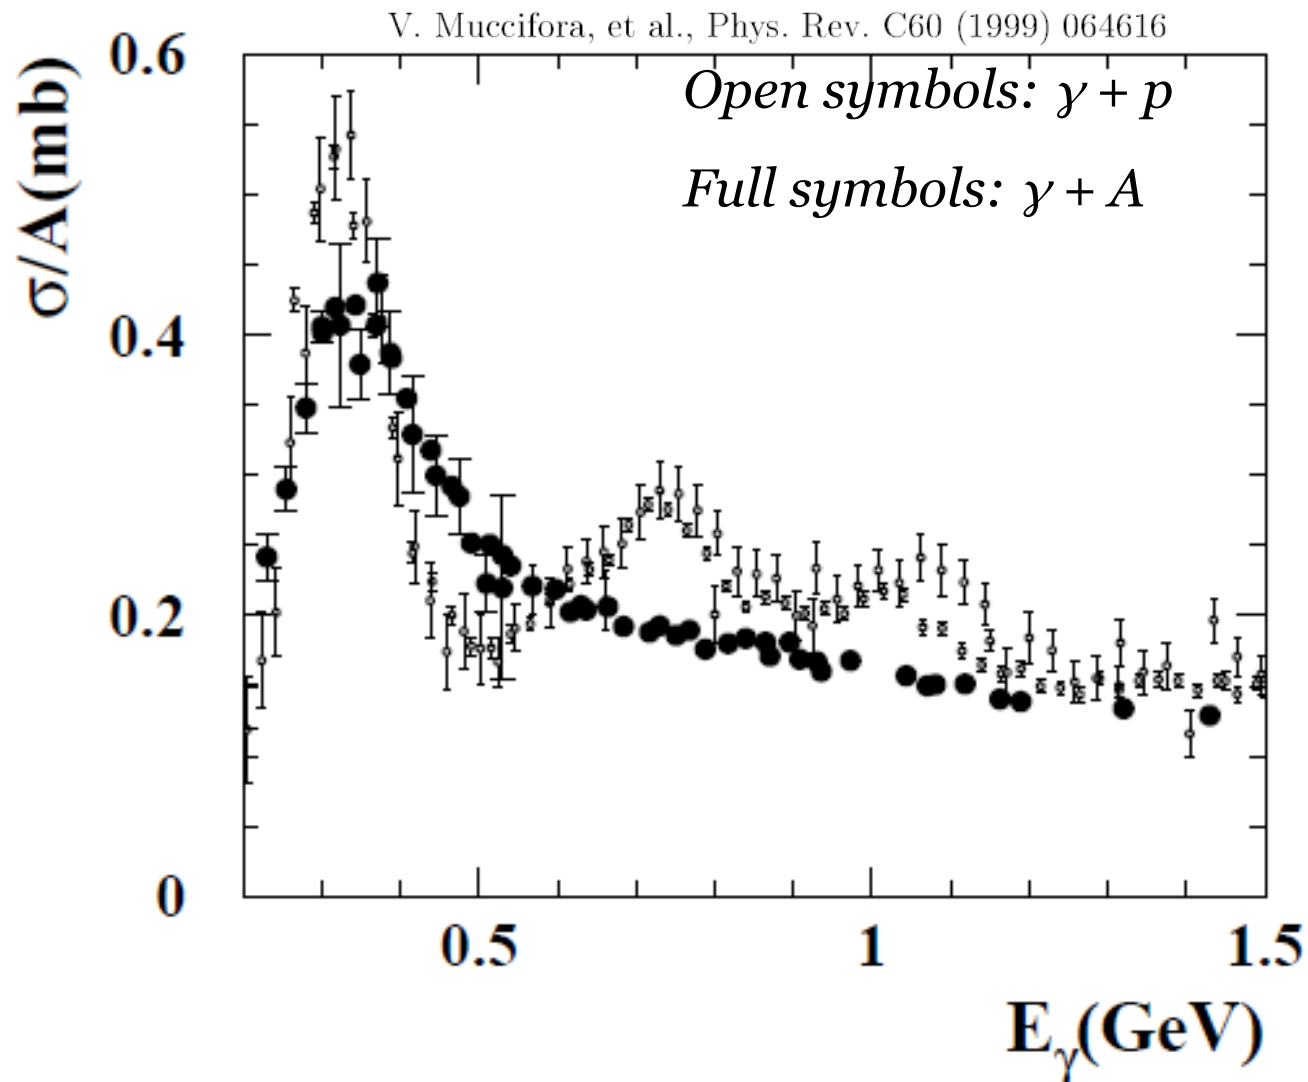 V. Muccifora, et al., Phys. Rev. C60 (1999) 064616
Open symbols: γ + p
Full symbols: γ + A
σ/A(mb)
0.6
0.4
0.2
0
0.5
1
1.5
Eγ(GeV)